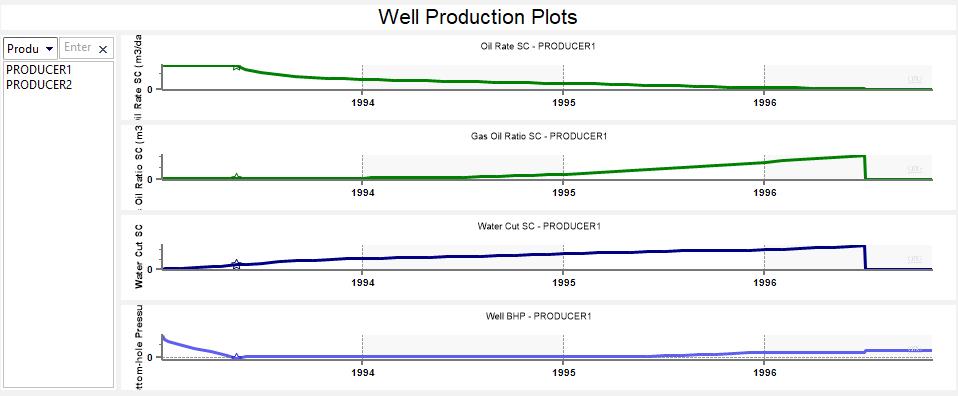 Well Production Plots
Produ
Enter
PRODUCER1
PRODUCER2
Oil Rate SC - PRODUCER1
il Rate SC (m3/da
0
1994 1995 1996
Gas Oil Ratio SC - PRODUCER1
Oil Ratio SC (m3
0
1994 1995 1996
Water Cut SC - PRODUCER1
Water Cut SC
0
1994 1995 1996
Well BHP - PRODUCER1
ttom-hole Pressu
0
1994 1995 1996